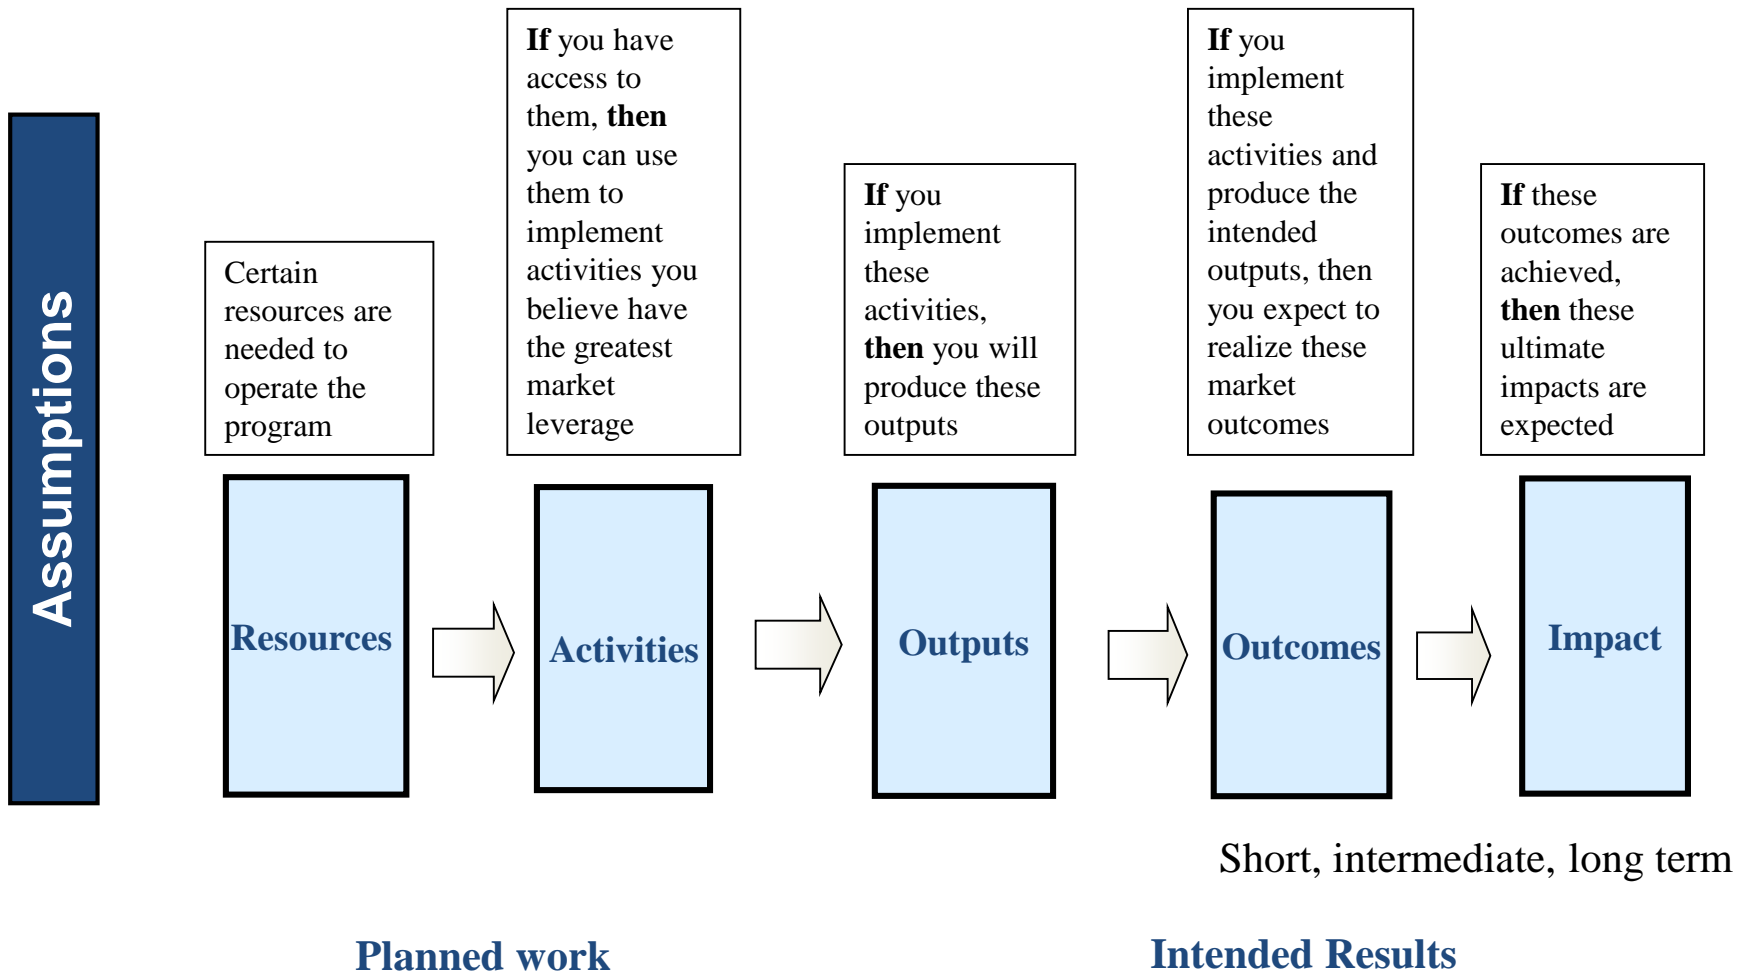 Assumptions
Certain
resources are
needed to
operate the
program
If you have
access to
them, then
you can use
them to
implement
activities you
believe have
the greatest
market
leverage
If you
implement
these
activities,
then you will
produce these
outputs
If you
implement
these
activities and
produce the
intended
outputs, then
you expect to
realize these
market
outcomes
If these
outcomes are
achieved,
then these
ultimate
impacts are
expected
Resources
Activities
Outputs
Outcomes
Impact
Short, intermediate, long term
Planned work
Intended Results